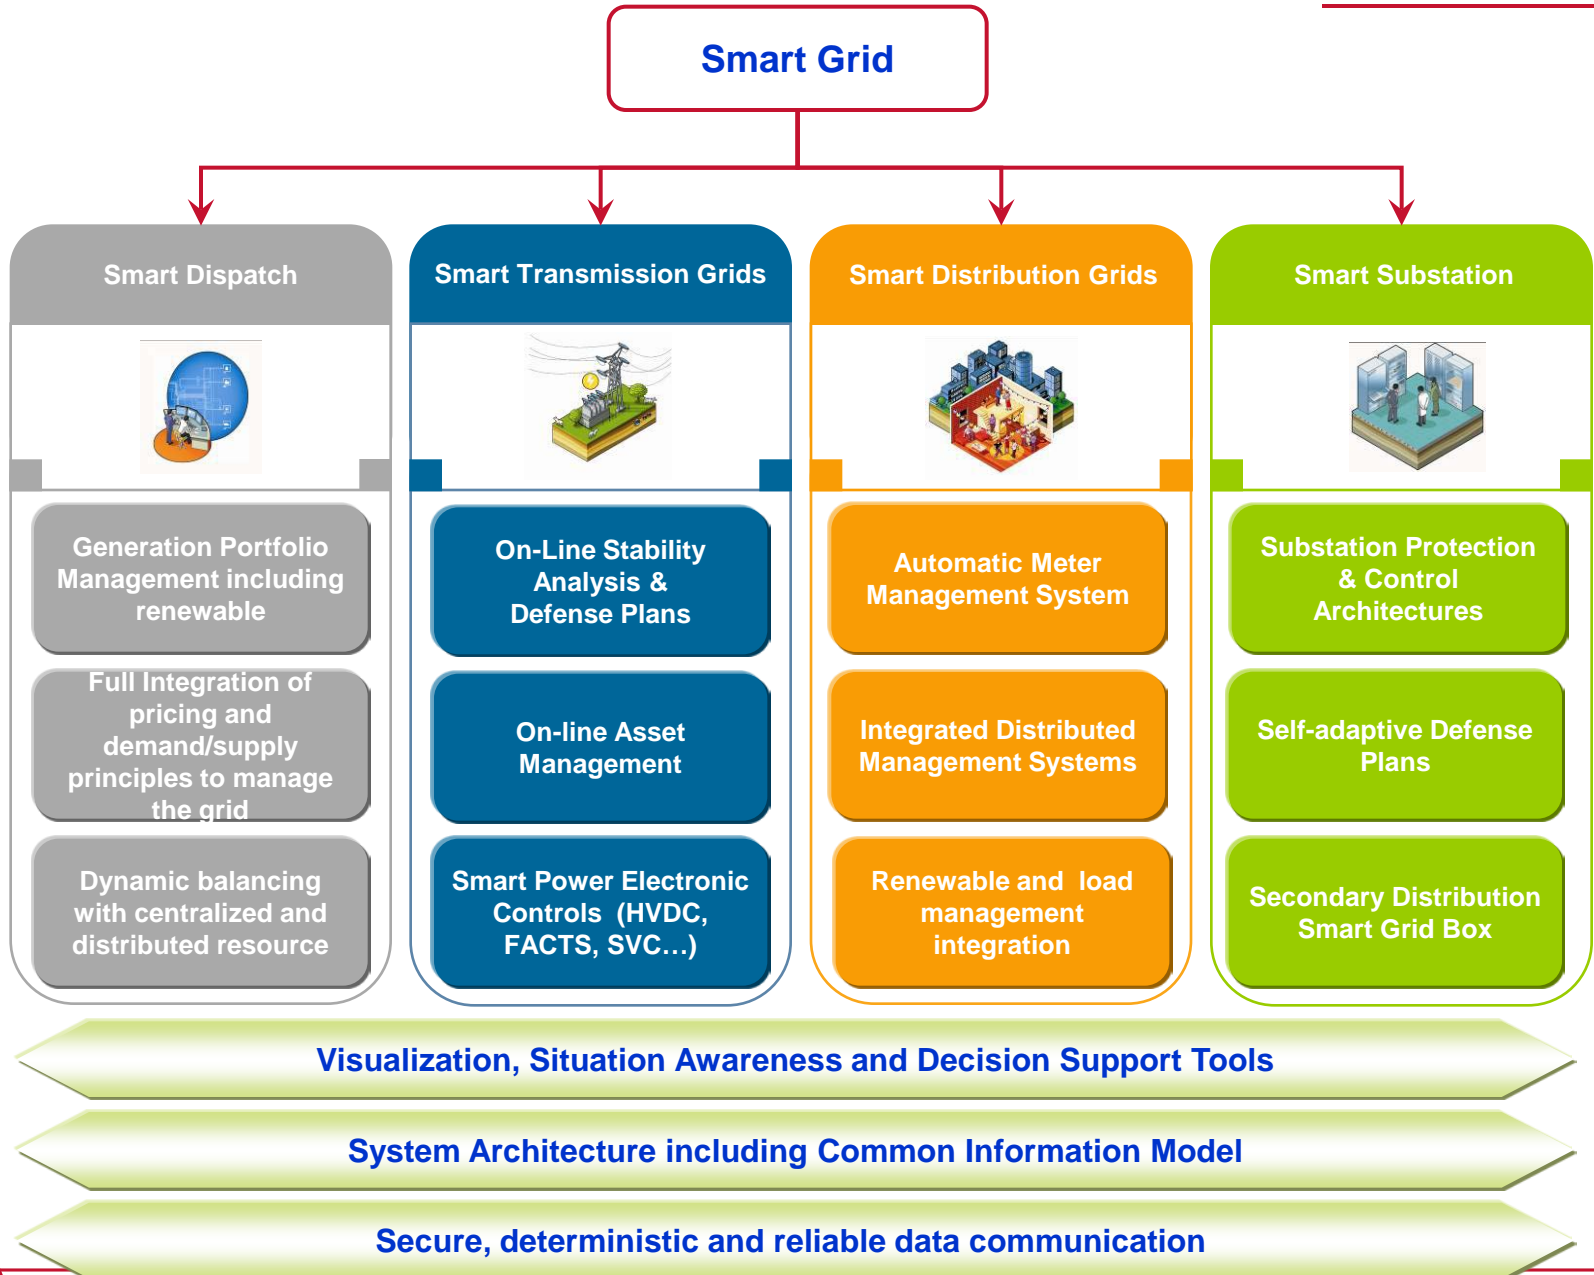 Smart Grid
Smart Dispatch
Generation Portfolio
Management including
renewable
Full Integration of
pricing and
demand/supply
principles to manage
the grid
Dynamic balancing
with centralized and
distributed resource
Smart Transmission Grids
On-Line Stability
Analysis &
Defense Plans
On-line Asset
Management
Smart Power Electronic
Controls (HVDC,
FACTS, SVC…)
Smart Distribution Grids
Automatic Meter
Management System
Integrated Distributed
Management Systems
Renewable and load
management
integration
Smart Substation
Substation Protection
& Control
Architectures
Self-adaptive Defense
Plans
Secondary Distribution
Smart Grid Box
Visualization, Situation Awareness and Decision Support Tools
System Architecture including Common Information Model
Secure, deterministic and reliable data communication